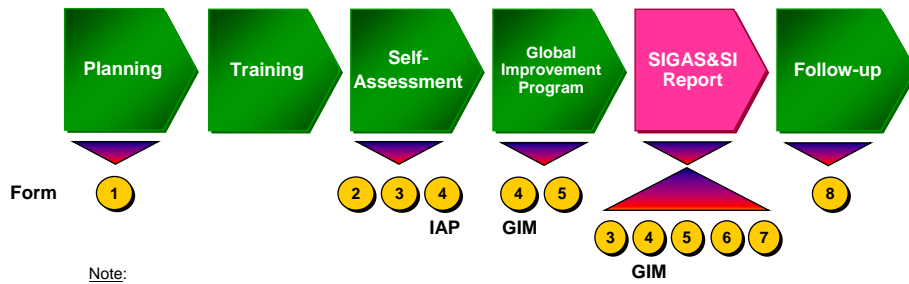 Planning
Training
Self-
Assessment
Global
Improvement
Program
SIGAS&SI
Report
Follow-up
Form
1
2 3 4
4 5
8
IAP
GIM
3 4 5 6 7
GIM
Note: